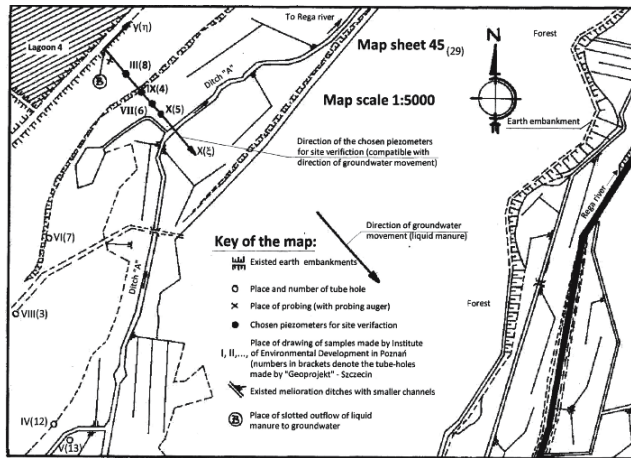 y(η)
Lagoon 4
To Rega river
Map sheet 45 (29)
N
Forest
III(8)
B
IX(4)
VII(6)
X(5)
Ditch "A"
Map scale 1:5000
Earth embankment
X(ξ)
Direction of the chosen piezometers
for site verifiction (compatible with
direction of groundwater movement)
Rega river
VI(7)
Direction of groundwater
movement (liquid manure)
Key of the map:
Existed earth embankments
Ditch "A"
Place and number of tube hole
Forest
VIII(3)
Place of probing (with probing auger)
Chosen piezometers for site verifaction
Place of drawing of samples made by Institute
I, II,..., of Environmental Development in Poznań
(numbers in brackets denote the tube-holes
made by "Geoprojekt" - Szczecin
Existed melioration ditches with smaller channels
IV(12)
B Place of slotted outflow of liquid
manure to groundwater
V(13)